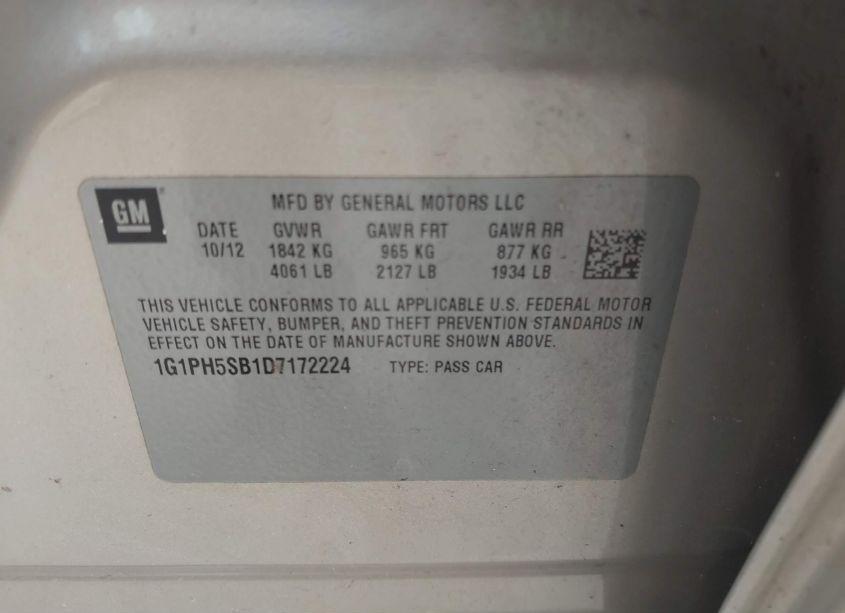 GM
MFD BY GENERAL MOTORS LLC
DATE GVWR GAWR FRT GAWR RR
10/12 1842 KG 965 KG 877 KG
4061 LB 2127 LB 1934 LB
THIS VEHICLE CONFORMS TO ALL APPLICABLE U.S. FEDERAL MOTOR
VEHICLE SAFETY, BUMPER, AND THEFT PREVENTION STANDARDS IN
EFFECT ON THE DATE OF MANUFACTURE SHOWN ABOVE.
1G1PH5SB1D7172224 TYPE: PASS CAR